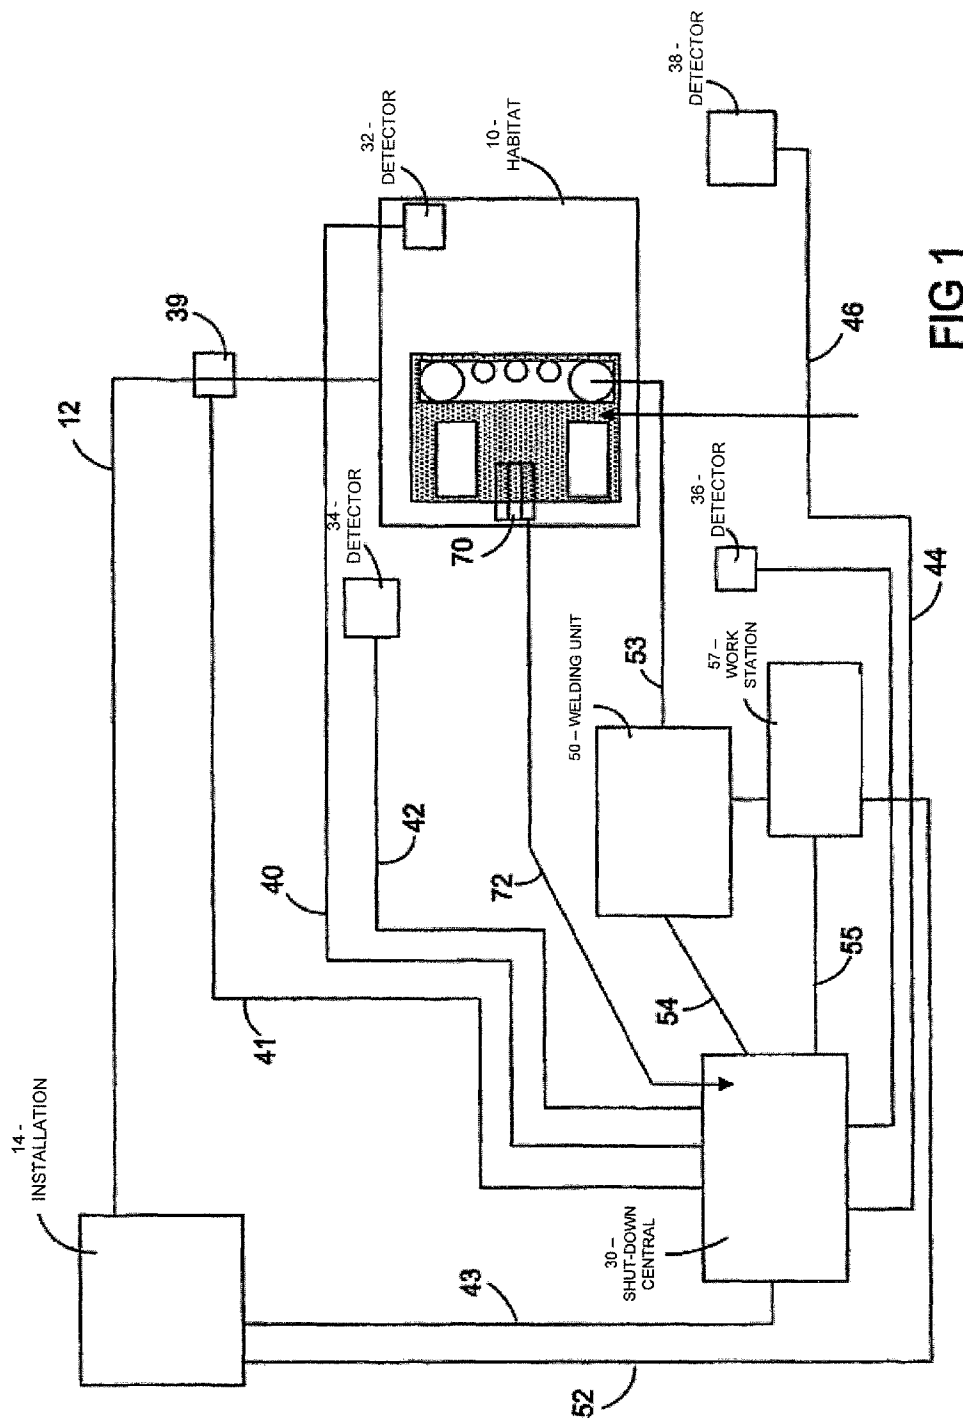 14 -
INSTALLATION
12
39
41
40
34 -
DETECTOR
32 -
DETECTOR
42
70
43
10 -
HABITAT
72
50 – WELDING UNIT
52
30 –
SHUT-DOWN
CENTRAL
53
54
38 -
DETECTOR
36 -
DETECTOR
57 –
WORK
STATION
46
55
44
FIG 1